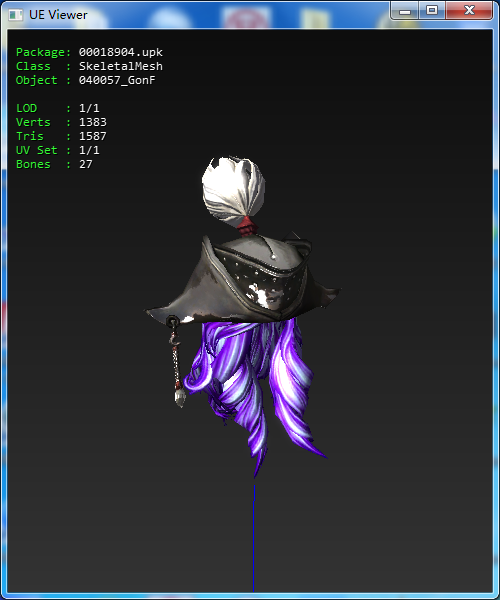 UE Viewer
Package: 00018904.upk
Class : SkeletalMesh
Object : 040057_GonF
LOD : 1/1
Verts : 1383
Tris : 1587
UV Set : 1/1
Bones : 27